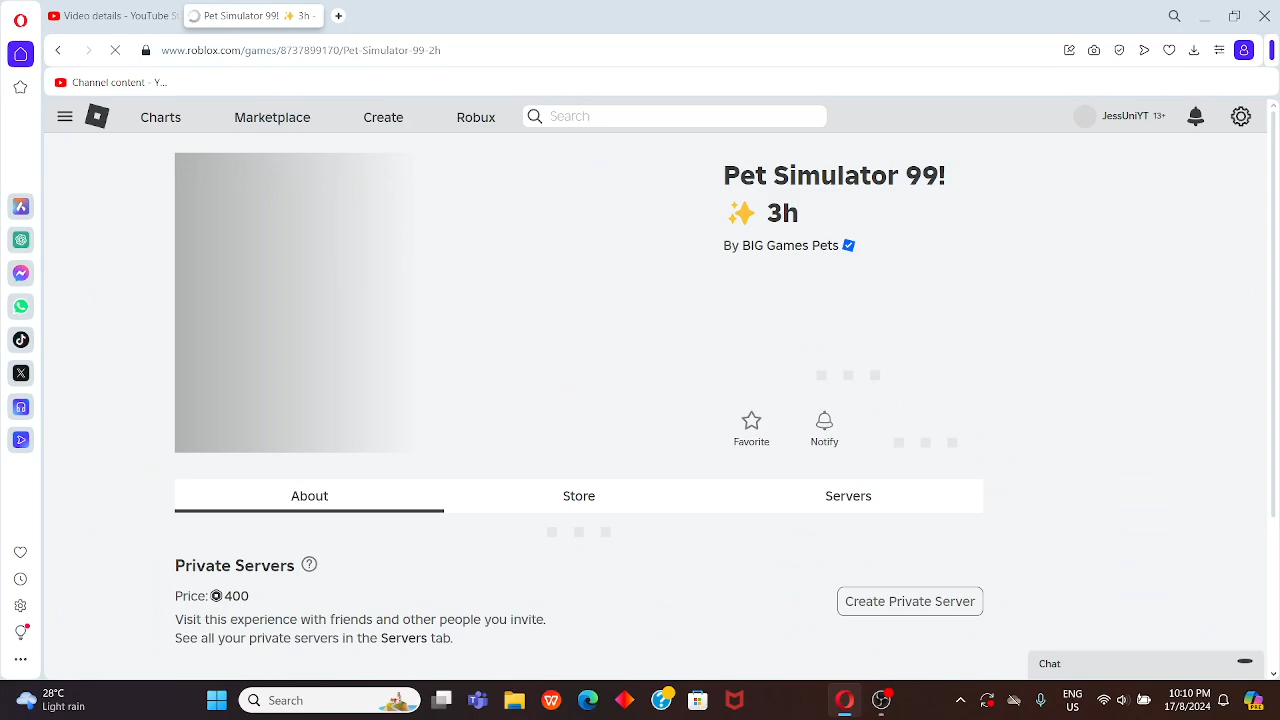 Video details - YouTube St
Pet Simulator 99! ✨ 3h -
www.roblox.com/games/8737899170/Pet-Simulator-99-2h
Channel content - Y...
Charts
Marketplace
Create
Robux
Search
JessUniYT 13+
Pet Simulator 99!
✨ 3h
By BIG Games Pets
Favorite
Notify
About
Store
Servers
Private Servers
Price: 400
Visit this experience with friends and other people you invite.
See all your private servers in the Servers tab.
Create Private Server
Chat
28°C
Light rain
Search
ENG
US
10:10 PM
17/8/2024